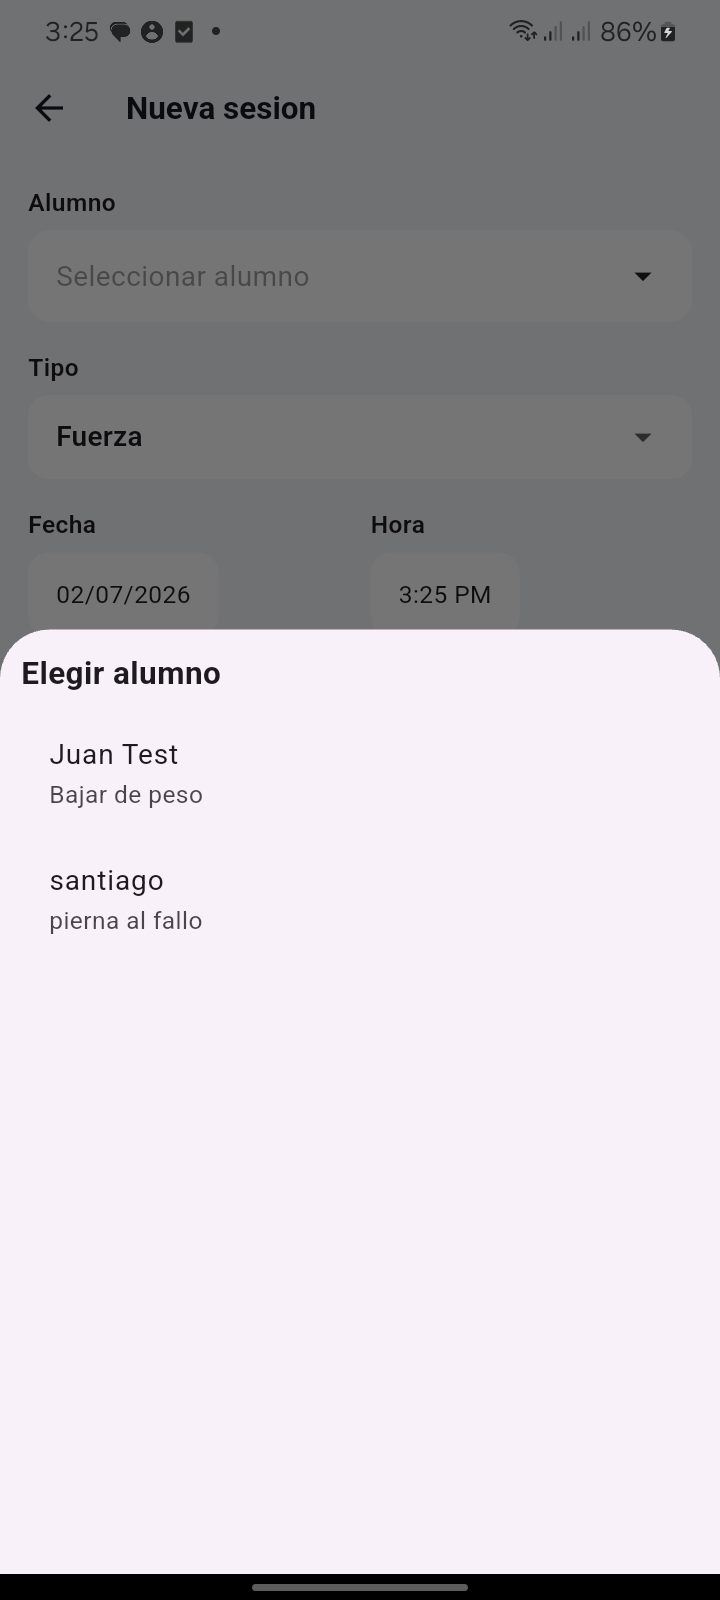 3:25 86%
Nueva sesion
Alumno
Seleccionar alumno
Tipo
Fuerza
Fecha Hora
02/07/2026 3:25 PM
Elegir alumno
Juan Test
Bajar de peso
santiago
pierna al fallo